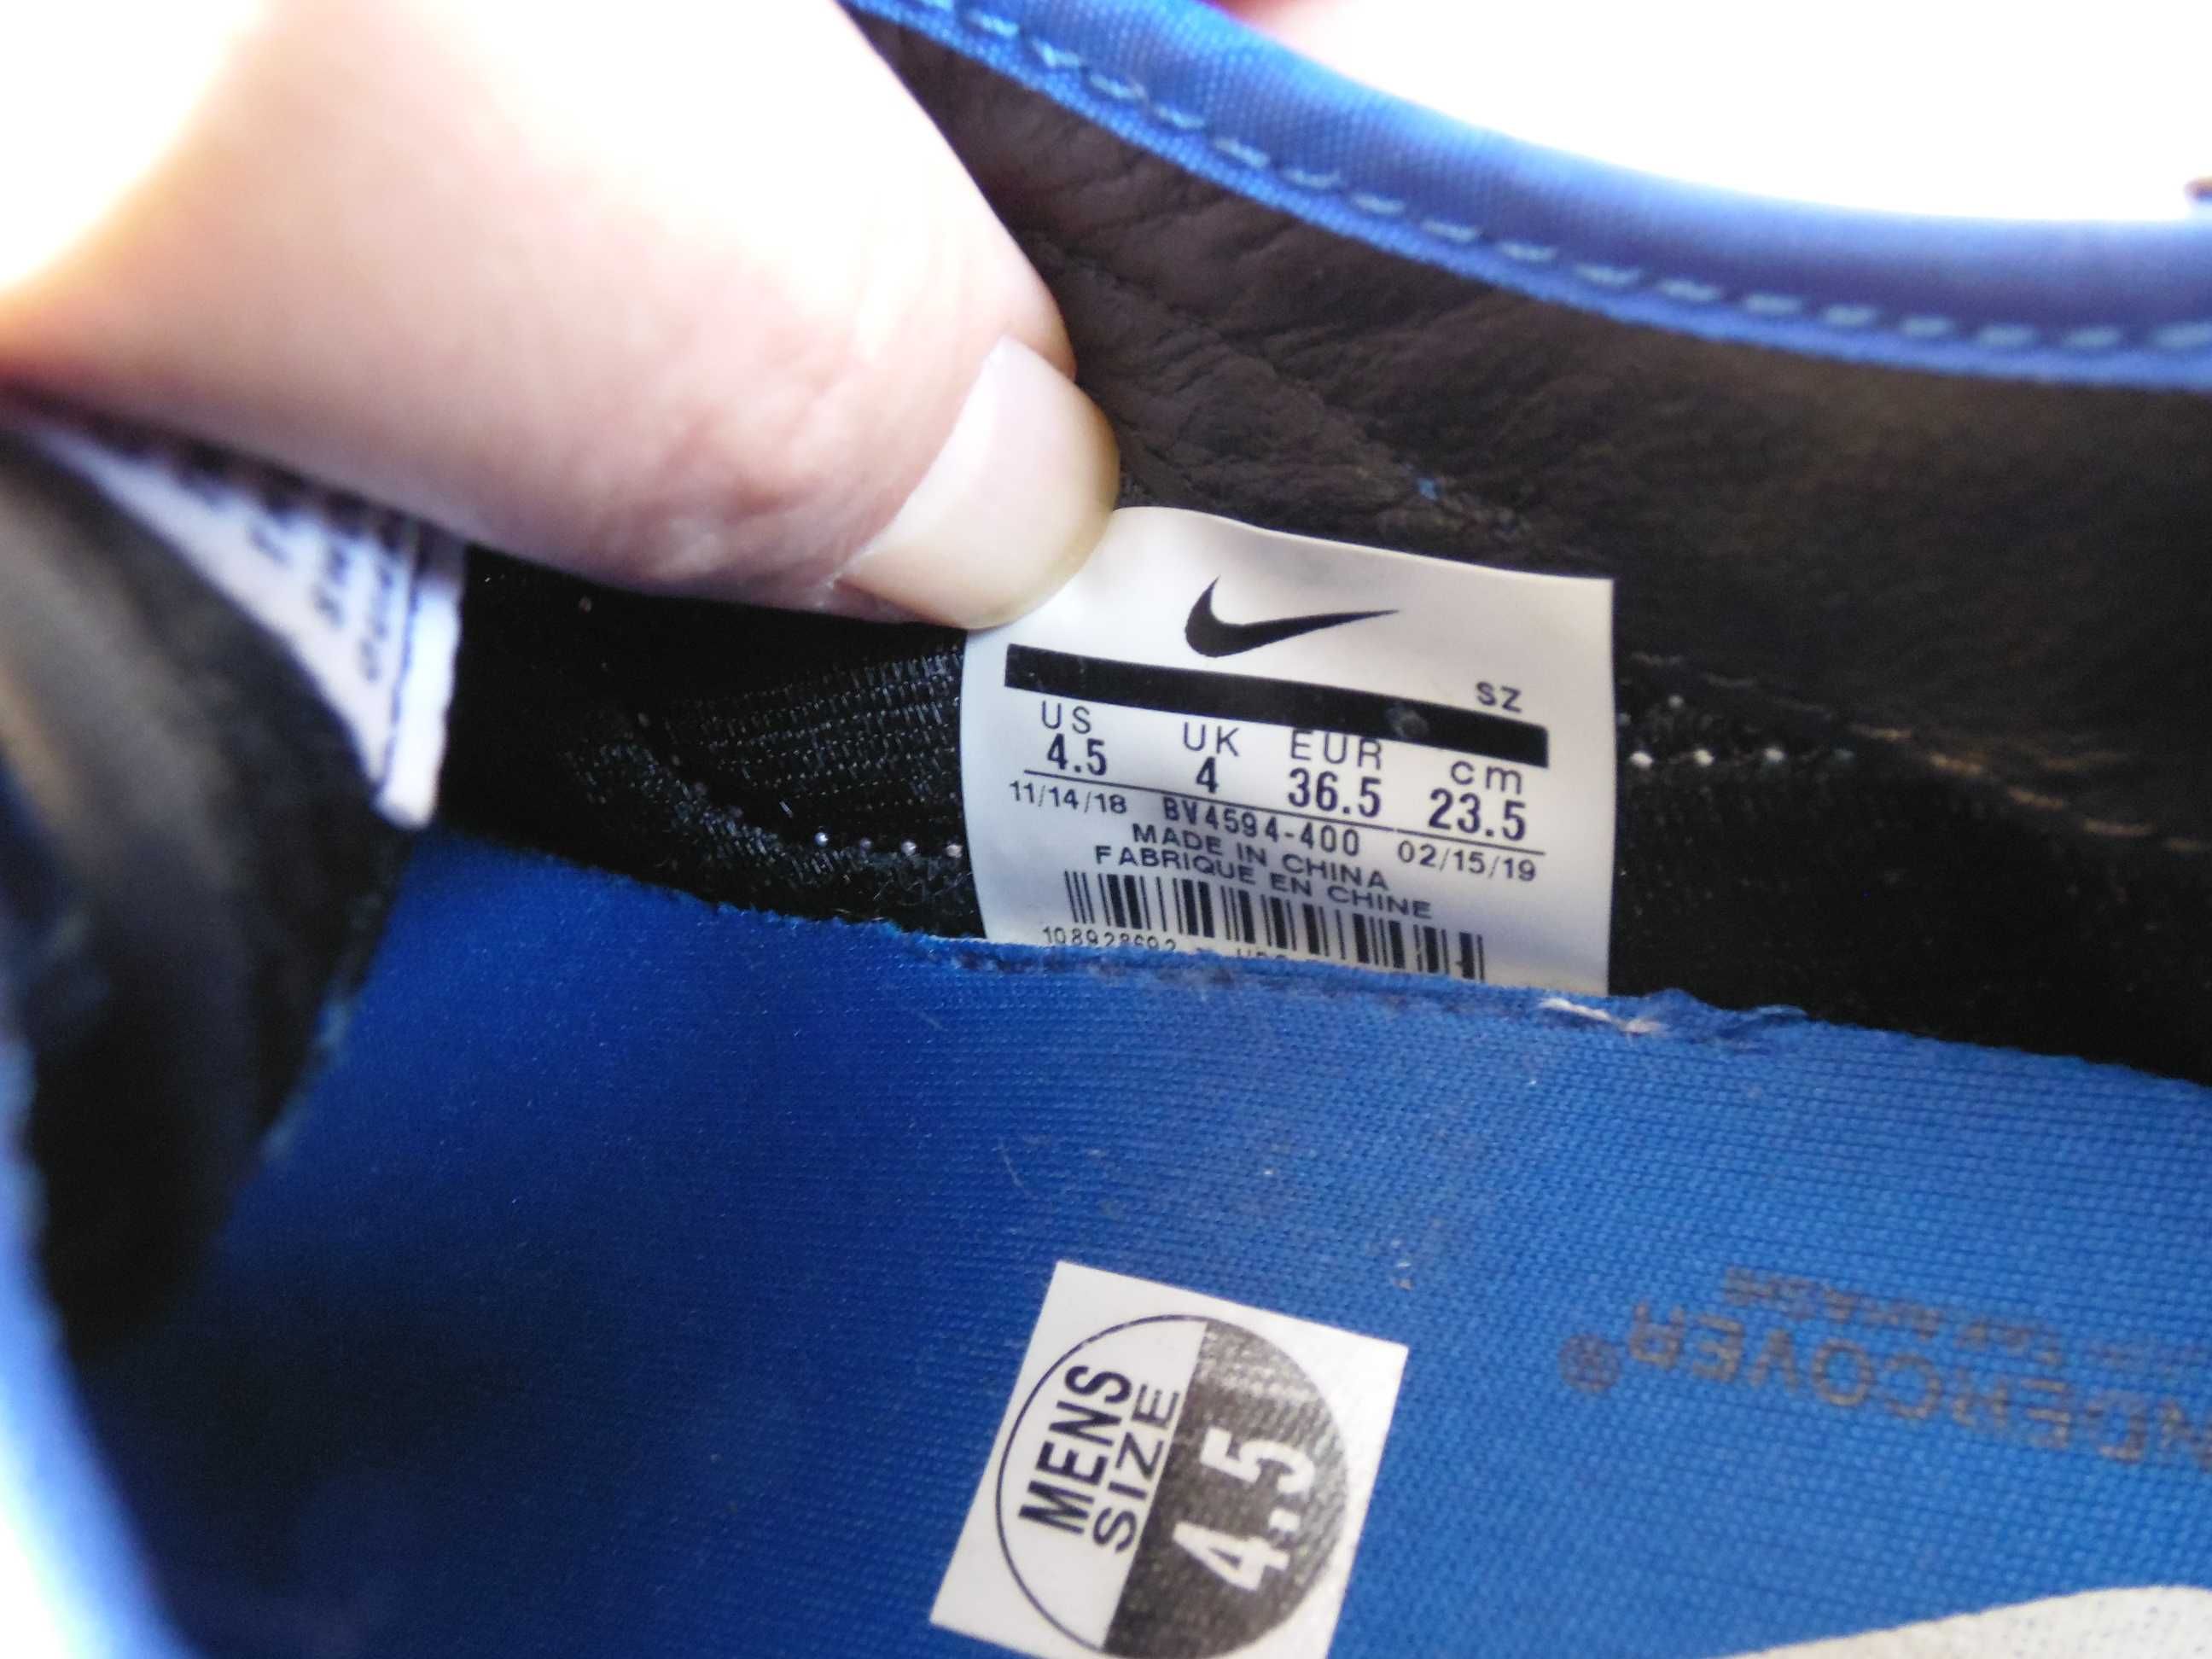 SZ
US UK EUR cm
4.5 4 36.5 23.5
11/14/18 BV4594-400 02/15/19
MADE IN CHINA
FABRIQUE EN CHINE
MENS
SIZE
4.5
NDERCOVER®